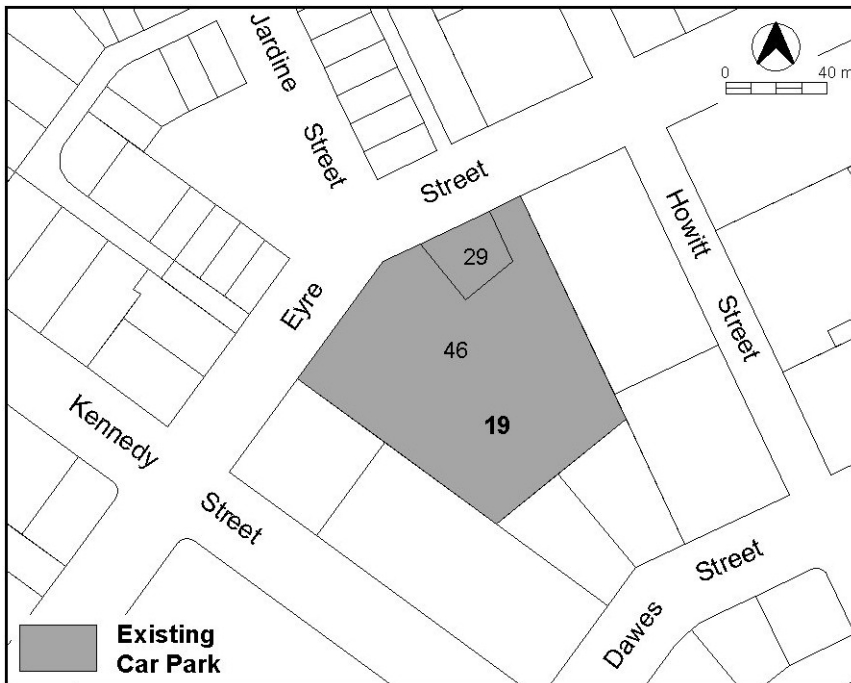 Jardine
Street
0 40 m
Street
Howitt
Street
29
Eyre
46
19
Kennedy
Street
Street
Dawes
Existing
Car Park